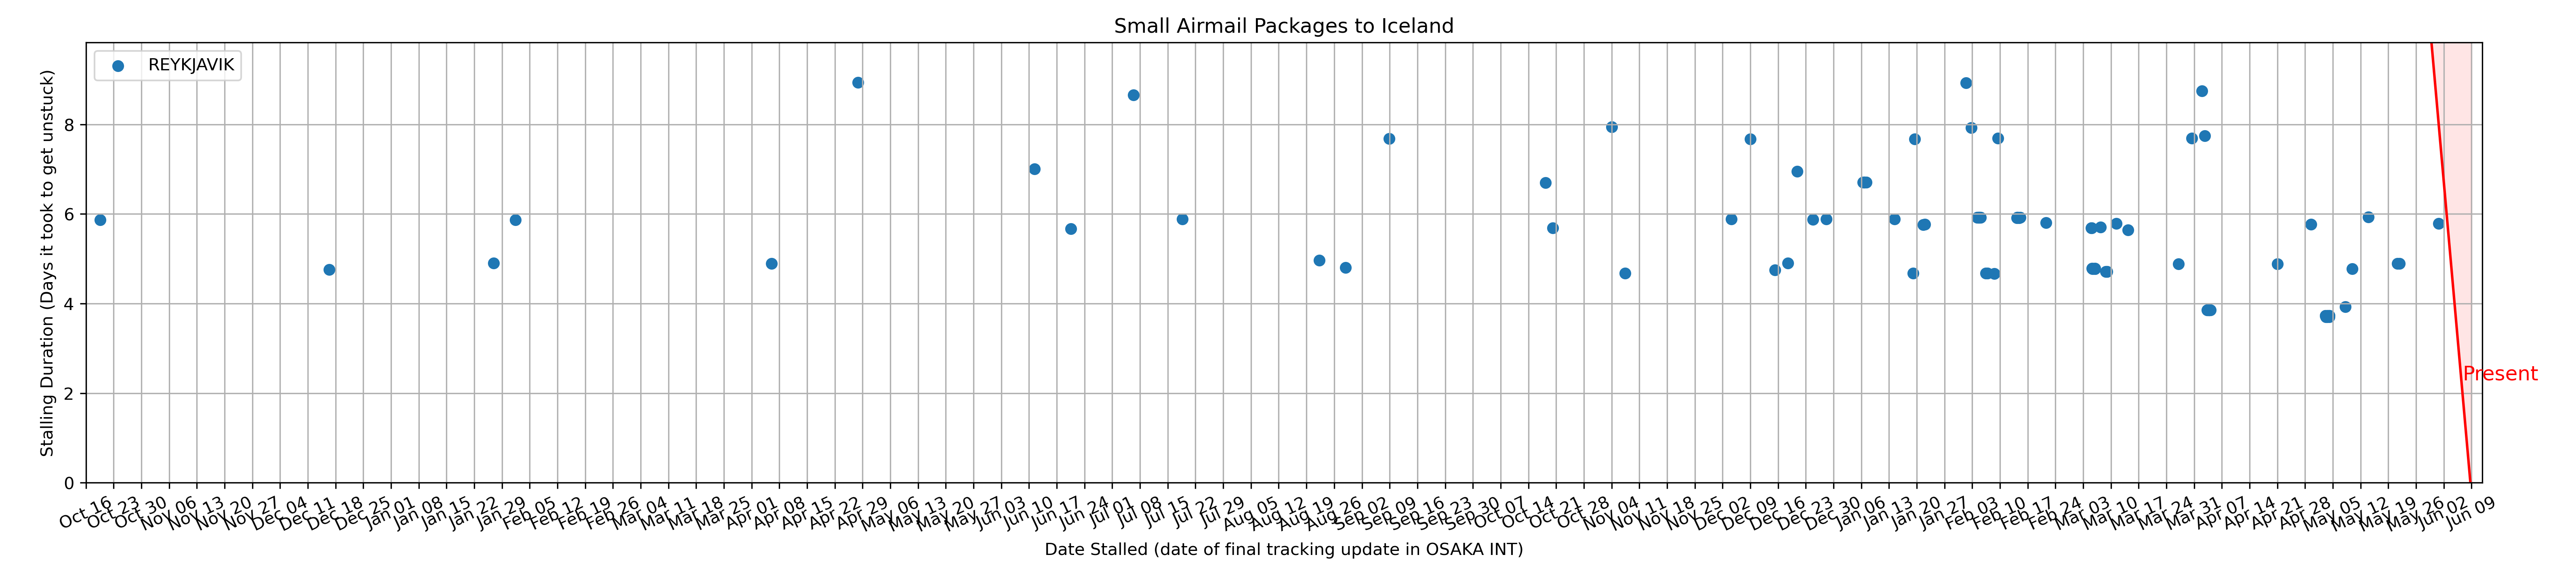 Small Airmail Packages to Iceland
REYKJAVIK
Stalling Duration (Days it took to get unstuck)
8
6
4
2
0
Present
Oct 16
Oct 23
Oct 30
Nov 06
Nov 13
Nov 20
Nov 27
Dec 04
Dec 11
Dec 18
Dec 25
Jan 01
Jan 08
Jan 15
Jan 22
Jan 29
Feb 05
Feb 12
Feb 19
Feb 26
Mar 04
Mar 11
Mar 18
Mar 25
Apr 01
Apr 08
Apr 15
Apr 22
Apr 29
May 06
May 13
May 20
May 27
Jun 03
Jun 10
Jun 17
Jun 24
Jul 01
Jul 08
Jul 15
Jul 22
Jul 29
Aug 05
Aug 12
Aug 19
Aug 26
Sep 02
Sep 09
Sep 16
Sep 23
Sep 30
Oct 07
Oct 14
Oct 21
Oct 28
Nov 04
Nov 11
Nov 18
Nov 25
Dec 02
Dec 09
Dec 16
Dec 23
Dec 30
Jan 06
Jan 13
Jan 20
Jan 27
Feb 03
Feb 10
Feb 17
Feb 24
Mar 03
Mar 10
Mar 17
Mar 24
Mar 31
Apr 07
Apr 14
Apr 21
Apr 28
May 05
May 12
May 19
May 26
Jun 02
Jun 09
Date Stalled (date of final tracking update in OSAKA INT)